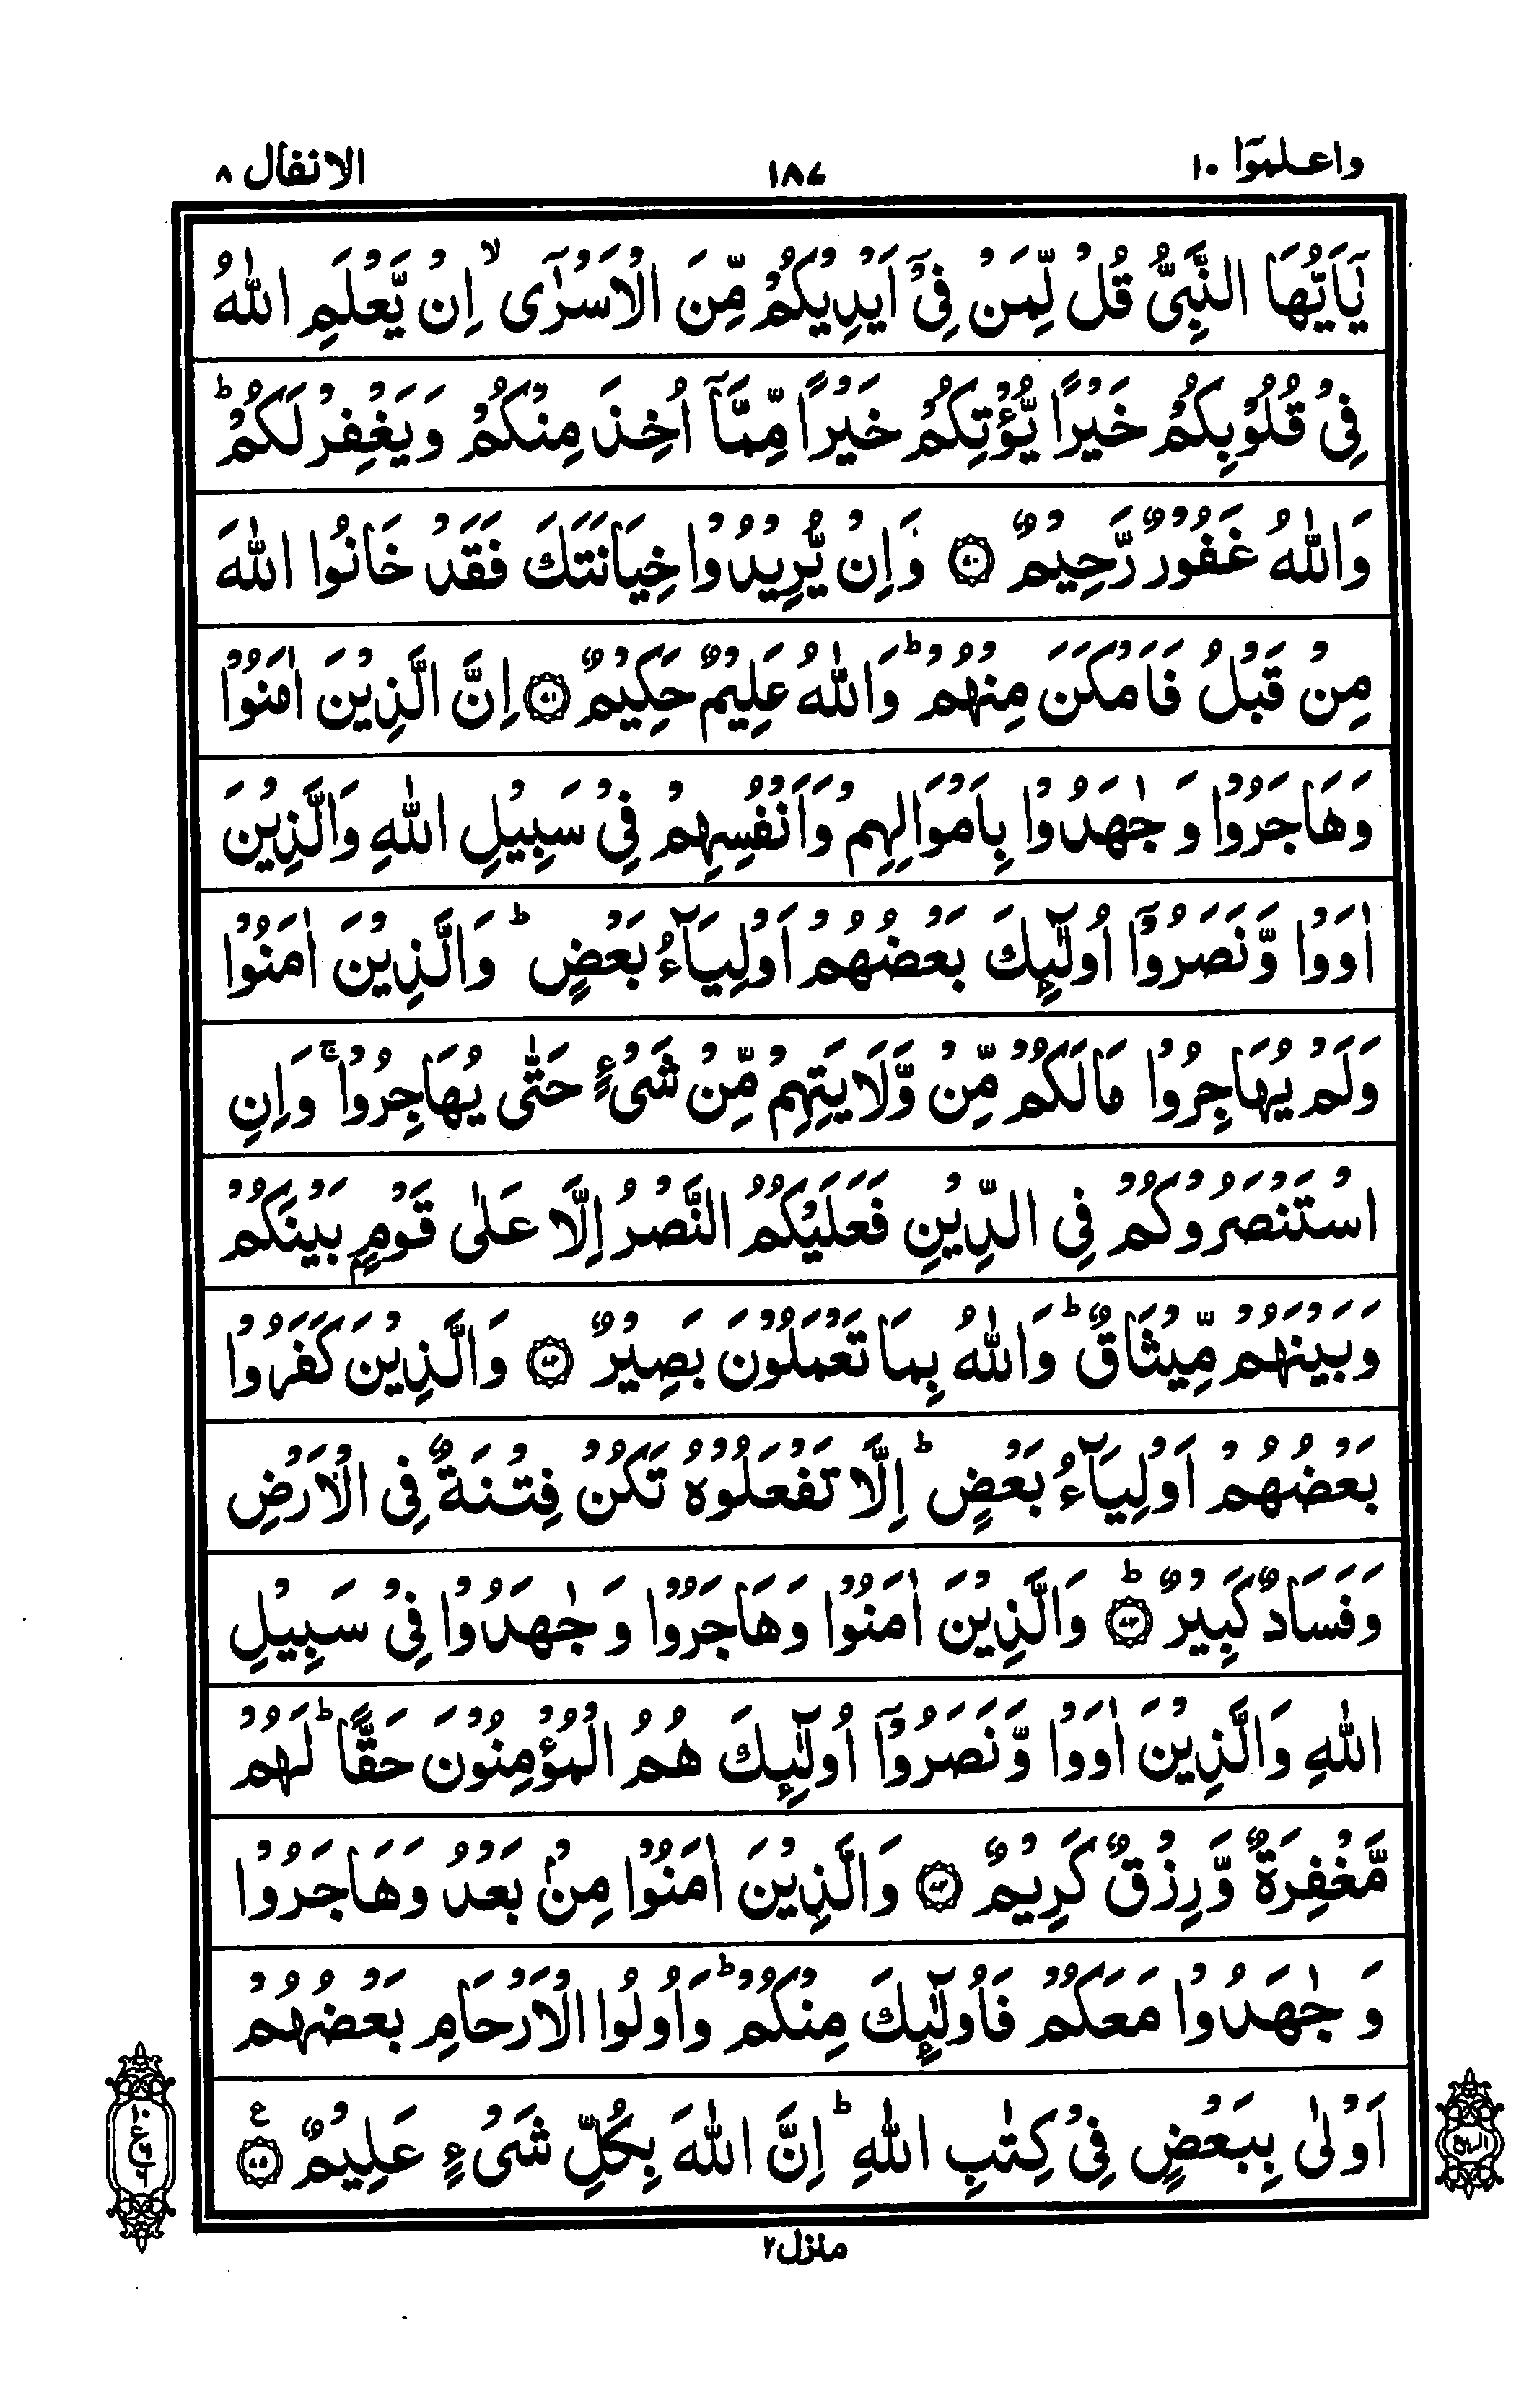 واعلموٓا ١٠
١٨٧
الانفال ٨
يٰٓاَيُّهَا النَّبِىُّ قُلْ لِّمَنْ فِىْٓ اَيْدِيْكُمْ مِّنَ الْاَسْرٰٓى ۙ اِنْ يَّعْلَمِ اللّٰهُ
فِىْ قُلُوْبِكُمْ خَيْرًا يُّؤْتِكُمْ خَيْرًا مِّمَّآ اُخِذَ مِنْكُمْ وَيَغْفِرْ لَكُمْ ؕ
وَاللّٰهُ غَفُوْرٌ رَّحِيْمٌ ﴿٧٠﴾ وَاِنْ يُّرِيْدُوْا خِيَانَتَكَ فَقَدْ خَانُوا اللّٰهَ
مِنْ قَبْلُ فَاَمْكَنَ مِنْهُمْ ؕ وَاللّٰهُ عَلِيْمٌ حَكِيْمٌ ﴿٧١﴾ اِنَّ الَّذِيْنَ اٰمَنُوْا
وَهَاجَرُوْا وَجٰهَدُوْا بِاَمْوَالِهِمْ وَاَنْفُسِهِمْ فِىْ سَبِيْلِ اللّٰهِ وَالَّذِيْنَ
اٰوَوْا وَّنَصَرُوْٓا اُولٰٓئِكَ بَعْضُهُمْ اَوْلِيَآءُ بَعْضٍ ؕ وَالَّذِيْنَ اٰمَنُوْا
وَلَمْ يُهَاجِرُوْا مَالَكُمْ مِّنْ وَّلَايَتِهِمْ مِّنْ شَىْءٍ حَتّٰى يُهَاجِرُوْا ۚ وَاِنِ
اسْتَنْصَرُوْكُمْ فِى الدِّيْنِ فَعَلَيْكُمُ النَّصْرُ اِلَّا عَلٰى قَوْمٍۭ بَيْنَكُمْ
وَبَيْنَهُمْ مِّيْثَاقٌ ؕ وَاللّٰهُ بِمَا تَعْمَلُوْنَ بَصِيْرٌ ﴿٧٢﴾ وَالَّذِيْنَ كَفَرُوْا
بَعْضُهُمْ اَوْلِيَآءُ بَعْضٍ ؕ اِلَّا تَفْعَلُوْهُ تَكُنْ فِتْنَةٌ فِى الْاَرْضِ
وَفَسَادٌ كَبِيْرٌ ؕ﴿٧٣﴾ وَالَّذِيْنَ اٰمَنُوْا وَهَاجَرُوْا وَجٰهَدُوْا فِىْ سَبِيْلِ
اللّٰهِ وَالَّذِيْنَ اٰوَوْا وَّنَصَرُوْٓا اُولٰٓئِكَ هُمُ الْمُؤْمِنُوْنَ حَقًّا ؕ لَهُمْ
مَّغْفِرَةٌ وَّرِزْقٌ كَرِيْمٌ ﴿٧٤﴾ وَالَّذِيْنَ اٰمَنُوْا مِنْۢ بَعْدُ وَهَاجَرُوْا
وَجٰهَدُوْا مَعَكُمْ فَاُولٰٓئِكَ مِنْكُمْ ؕ وَاُولُوا الْاَرْحَامِ بَعْضُهُمْ
اَوْلٰى بِبَعْضٍ فِىْ كِتٰبِ اللّٰهِ ؕ اِنَّ اللّٰهَ بِكُلِّ شَىْءٍ عَلِيْمٌ ﴿٧٥﴾ ع
منزل ٢